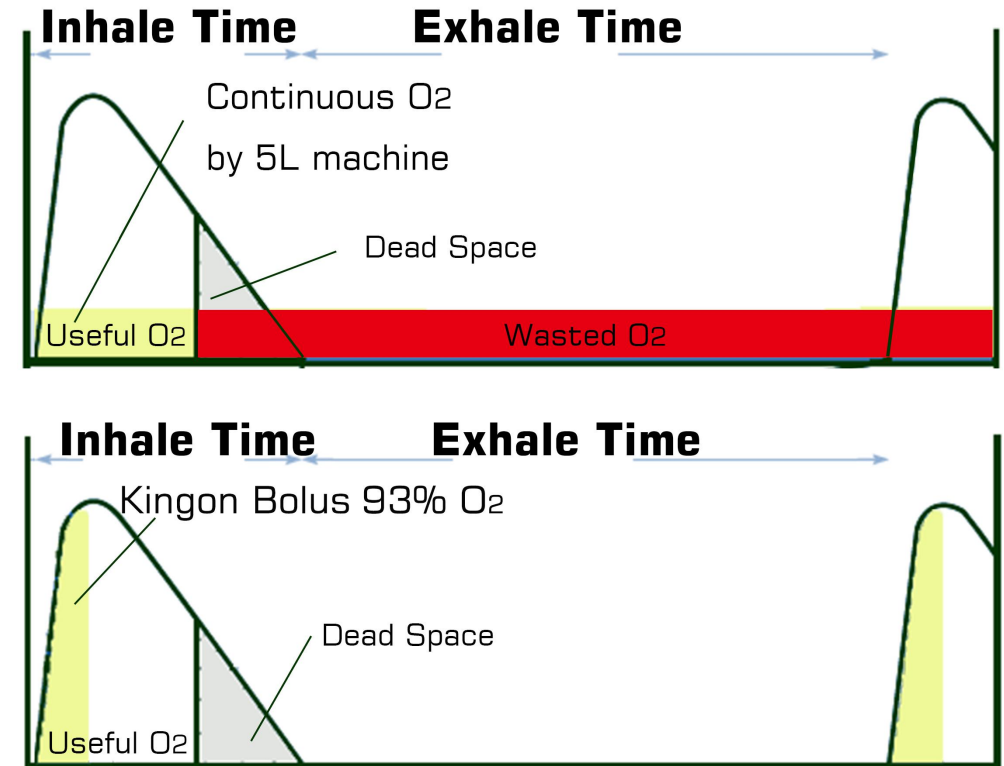 Inhale Time Exhale Time
Continuous O2
by 5L machine
Dead Space
Useful O2 Wasted O2
Inhale Time Exhale Time
Kingon Bolus 93% O2
Dead Space
Useful O2